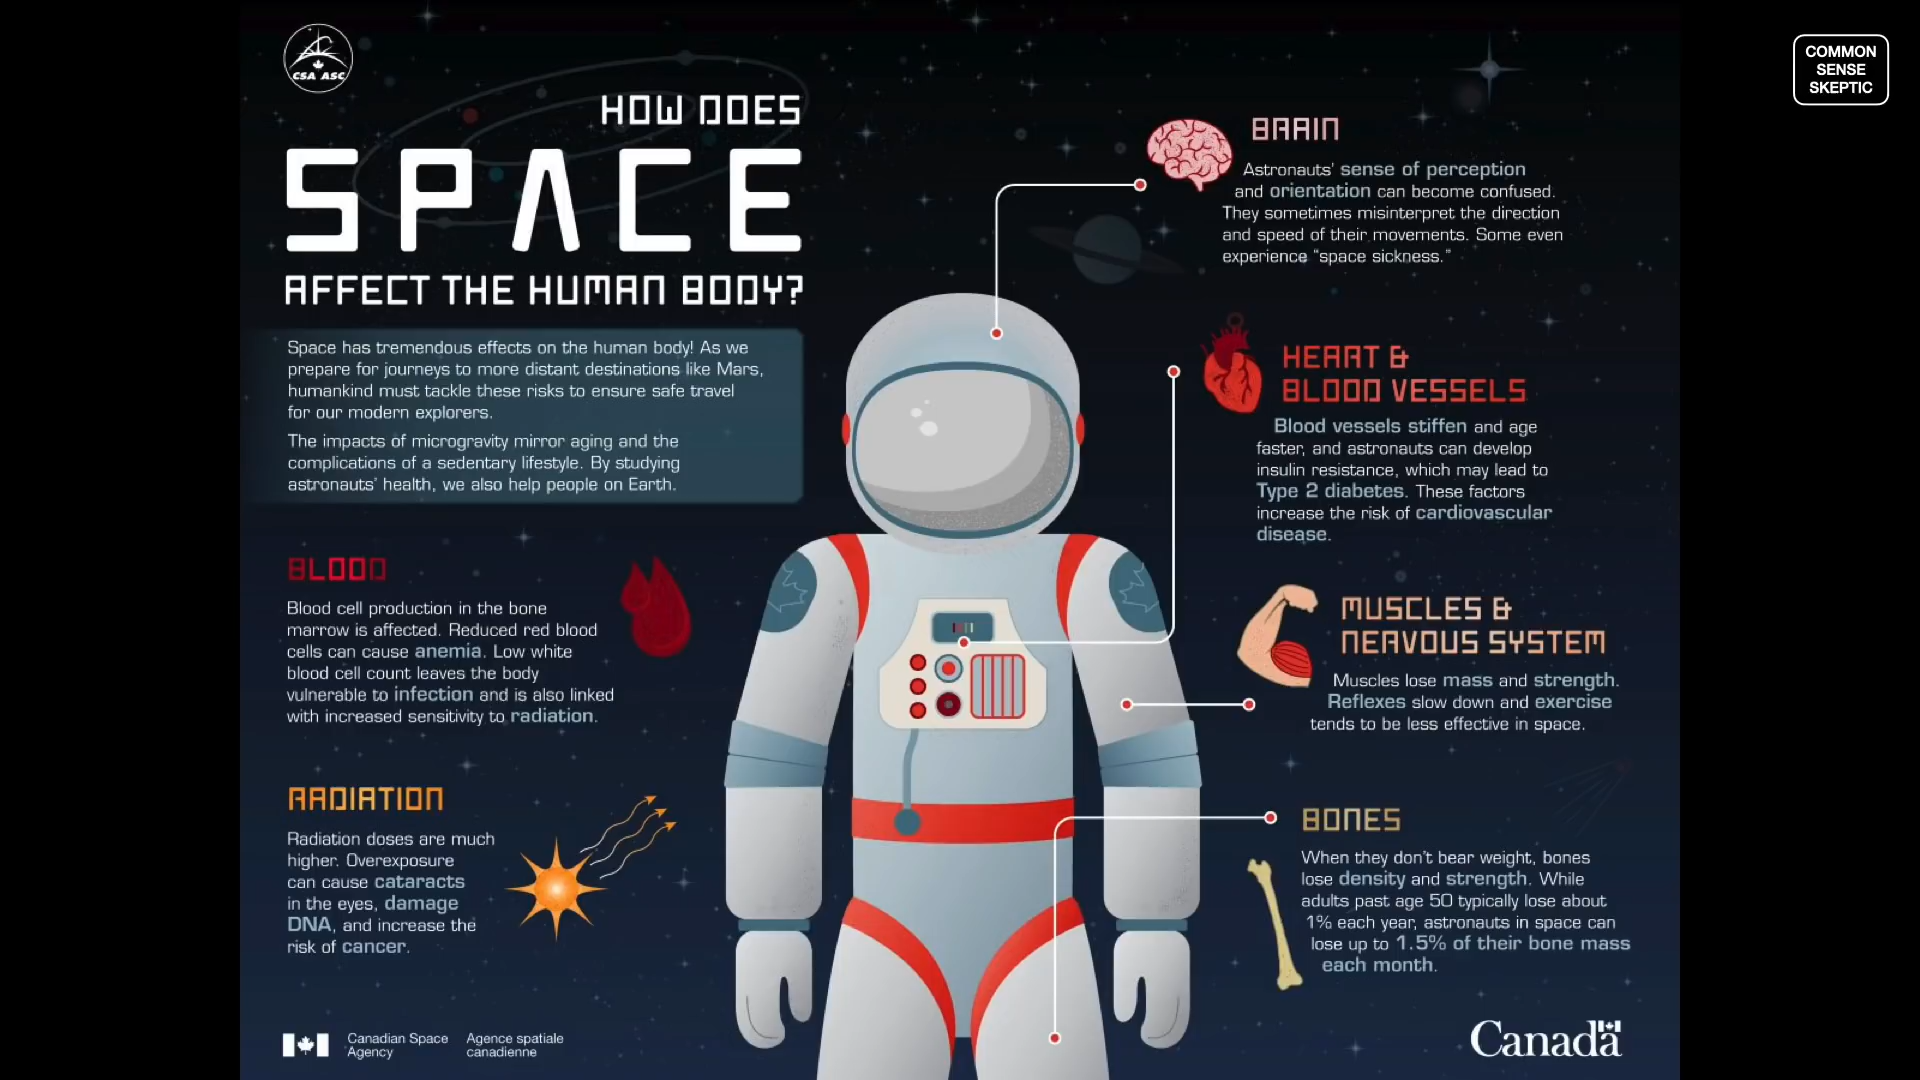 CSA ASC
COMMON
SENSE
SKEPTIC
HOW DOES
SPACE
AFFECT THE HUMAN BODY?
Space has tremendous effects on the human body! As we
prepare for journeys to more distant destinations like Mars,
humankind must tackle these risks to ensure safe travel
for our modern explorers.
The impacts of microgravity mirror aging and the
complications of a sedentary lifestyle. By studying
astronauts' health, we also help people on Earth.
BLOOD
Blood cell production in the bone
marrow is affected. Reduced red blood
cells can cause anemia. Low white
blood cell count leaves the body
vulnerable to infection and is also linked
with increased sensitivity to radiation.
RADIATION
Radiation doses are much
higher. Overexposure
can cause cataracts
in the eyes, damage
DNA, and increase the
risk of cancer.
BRAIN
Astronauts' sense of perception
and orientation can become confused.
They sometimes misinterpret the direction
and speed of their movements. Some even
experience "space sickness."
HEART &
BLOOD VESSELS
Blood vessels stiffen and age
faster, and astronauts can develop
insulin resistance, which may lead to
Type 2 diabetes. These factors
increase the risk of cardiovascular
disease.
MUSCLES &
NERVOUS SYSTEM
Muscles lose mass and strength.
Reflexes slow down and exercise
tends to be less effective in space.
BONES
When they don't bear weight, bones
lose density and strength. While
adults past age 50 typically lose about
1% each year, astronauts in space can
lose up to 1.5% of their bone mass
each month.
Canadian Space
Agency
Agence spatiale
canadienne
Canada